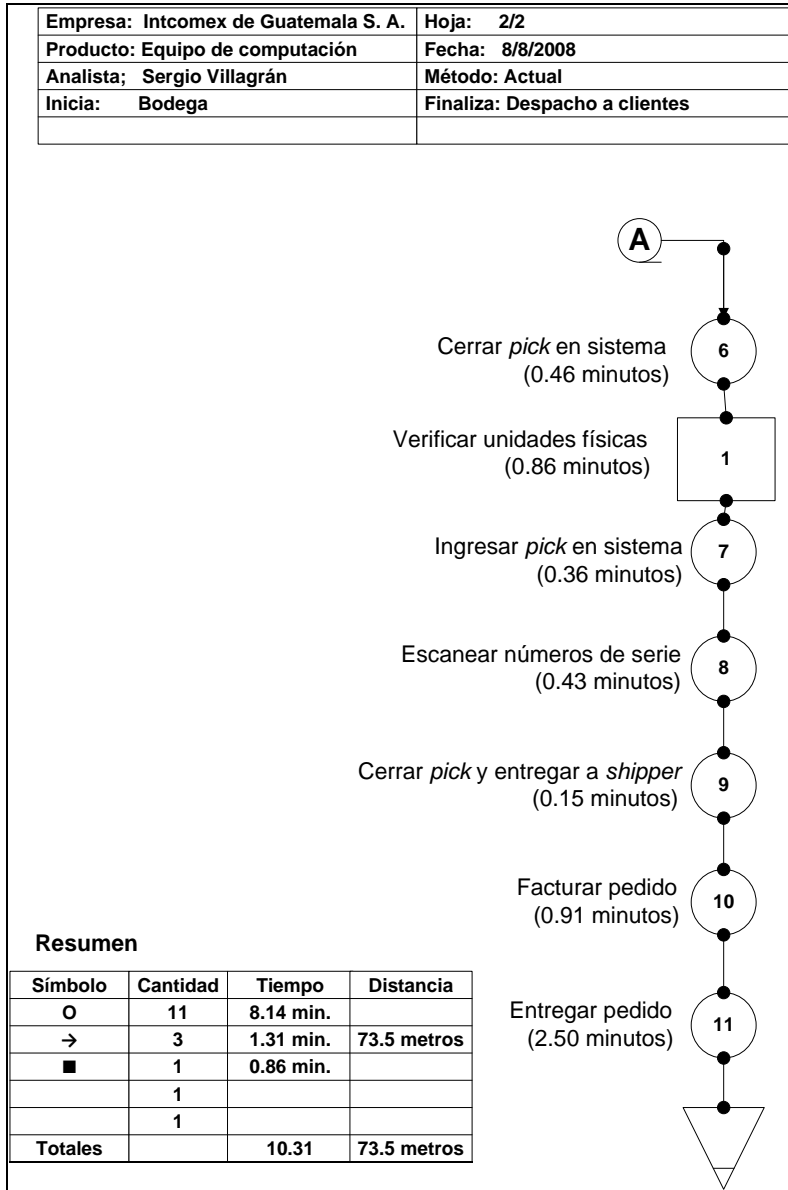 Empresa: Intcomex de Guatemala S. A. Hoja: 2/2
Producto: Equipo de computación Fecha: 8/8/2008
Analista; Sergio Villagrán Método: Actual
Inicia: Bodega Finaliza: Despacho a clientes
A
Cerrar pick en sistema
(0.46 minutos)
6
Verificar unidades físicas
(0.86 minutos)
1
Ingresar pick en sistema
(0.36 minutos)
7
Escanear números de serie
(0.43 minutos)
8
Cerrar pick y entregar a shipper
(0.15 minutos)
9
Facturar pedido
(0.91 minutos)
10
Entregar pedido
(2.50 minutos)
11
Resumen
Símbolo Cantidad Tiempo Distancia
O 11 8.14 min.
→ 3 1.31 min. 73.5 metros
■ 1 0.86 min.
1
1
Totales 10.31 73.5 metros